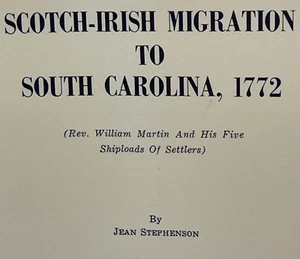 SCOTCH-IRISH MIGRATION
TO
SOUTH CAROLINA, 1772
(Rev. William Martin And His Five
Shiploads Of Settlers)
By
JEAN STEPHENSON